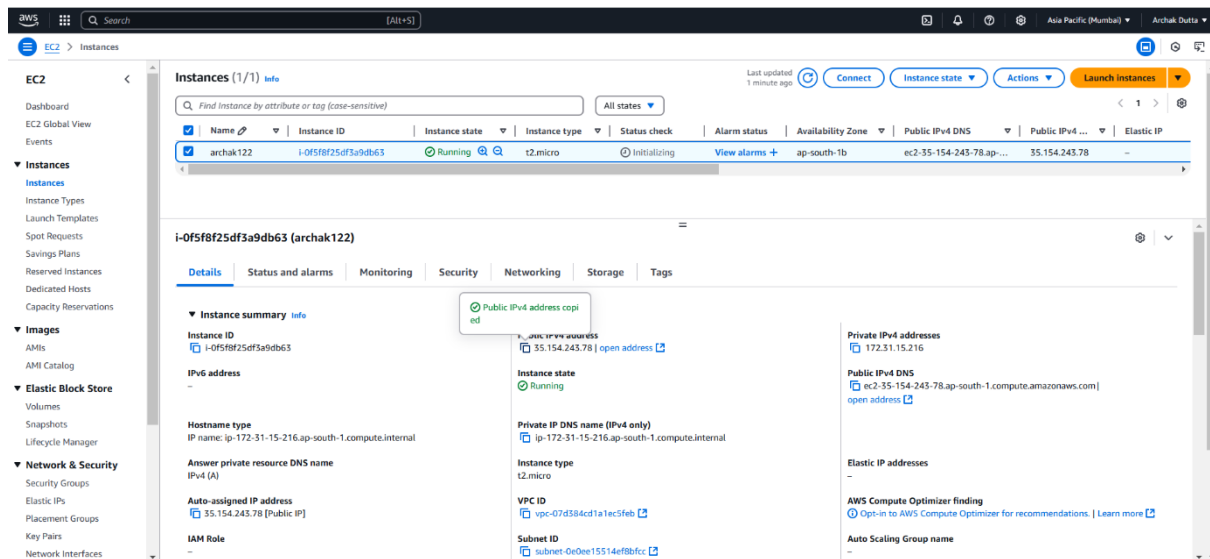 aws Search [Alt+S] Asia Pacific (Mumbai) Archak Dutta
EC2 > Instances
EC2
Dashboard
EC2 Global View
Events
Instances
Instances
Instance Types
Launch Templates
Spot Requests
Savings Plans
Reserved Instances
Dedicated Hosts
Capacity Reservations
Images
AMIs
AMI Catalog
Elastic Block Store
Volumes
Snapshots
Lifecycle Manager
Network & Security
Security Groups
Elastic IPs
Placement Groups
Key Pairs
Network Interfaces
Instances (1/1) Info
Last updated
1 minute ago
Connect Instance state Actions Launch instances
Find Instance by attribute or tag (case-sensitive) All states < 1 >
Name Instance ID Instance state Instance type Status check Alarm status Availability Zone Public IPv4 DNS Public IPv4 ... Elastic IP
archak122 i-0f5f8f25df3a9db63 Running t2.micro Initializing View alarms + ap-south-1b ec2-35-154-243-78.ap-... 35.154.243.78 –
i-0f5f8f25df3a9db63 (archak122)
Details Status and alarms Monitoring Security Networking Storage Tags
Public IPv4 address copi
ed
Instance summary Info
Instance ID
i-0f5f8f25df3a9db63
Public IPv4 address
35.154.243.78 | open address
Private IPv4 addresses
172.31.15.216
IPv6 address
–
Instance state
Running
Public IPv4 DNS
ec2-35-154-243-78.ap-south-1.compute.amazonaws.com |
open address
Hostname type
IP name: ip-172-31-15-216.ap-south-1.compute.internal
Private IP DNS name (IPv4 only)
ip-172-31-15-216.ap-south-1.compute.internal
Answer private resource DNS name
IPv4 (A)
Instance type
t2.micro
Elastic IP addresses
–
Auto-assigned IP address
35.154.243.78 [Public IP]
VPC ID
vpc-07d384cd1a1ec5feb
AWS Compute Optimizer finding
Opt-in to AWS Compute Optimizer for recommendations. | Learn more
IAM Role
–
Subnet ID
subnet-0e0ee15514ef8bfcc
Auto Scaling Group name
–